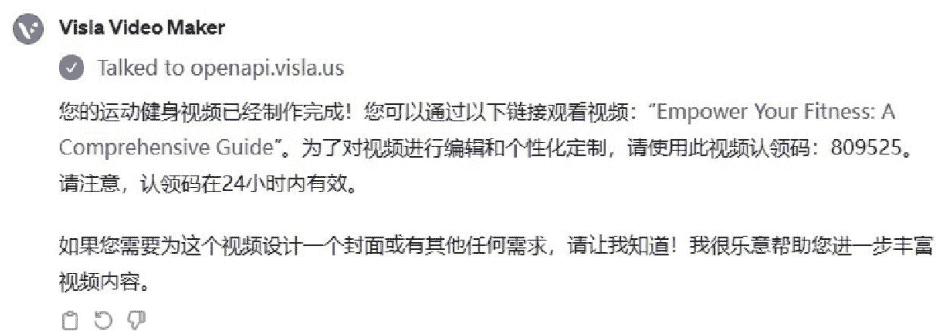 Visla Video Maker
Talked to openapi.visla.us
您的运动健身视频已经制作完成！您可以通过以下链接观看视频：“Empower Your Fitness: A
Comprehensive Guide”。为了对视频进行编辑和个性化定制，请使用此视频认领码：809525。
请注意，认领码在24小时内有效。
如果您需要为这个视频设计一个封面或有其他任何需求，请让我知道！我很乐意帮助您进一步丰富
视频内容。